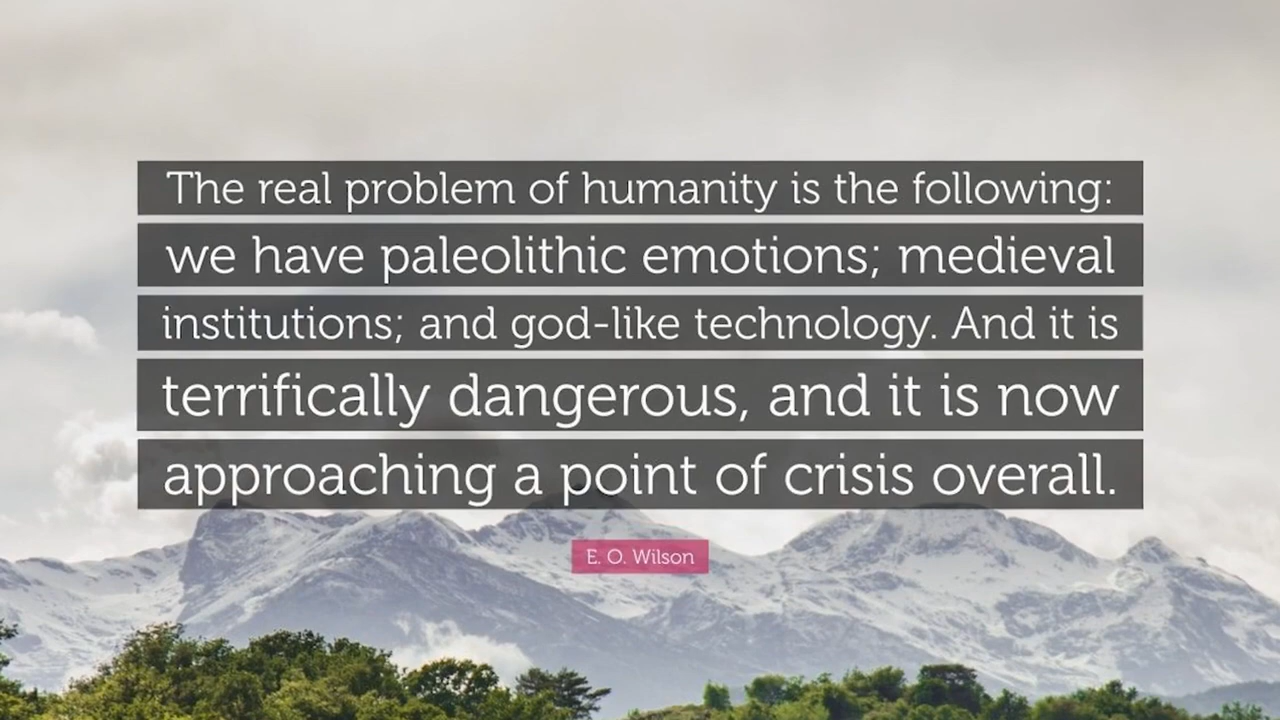 The real problem of humanity is the following:
we have paleolithic emotions; medieval
institutions; and god-like technology. And it is
terrifically dangerous, and it is now
approaching a point of crisis overall.
E. O. Wilson